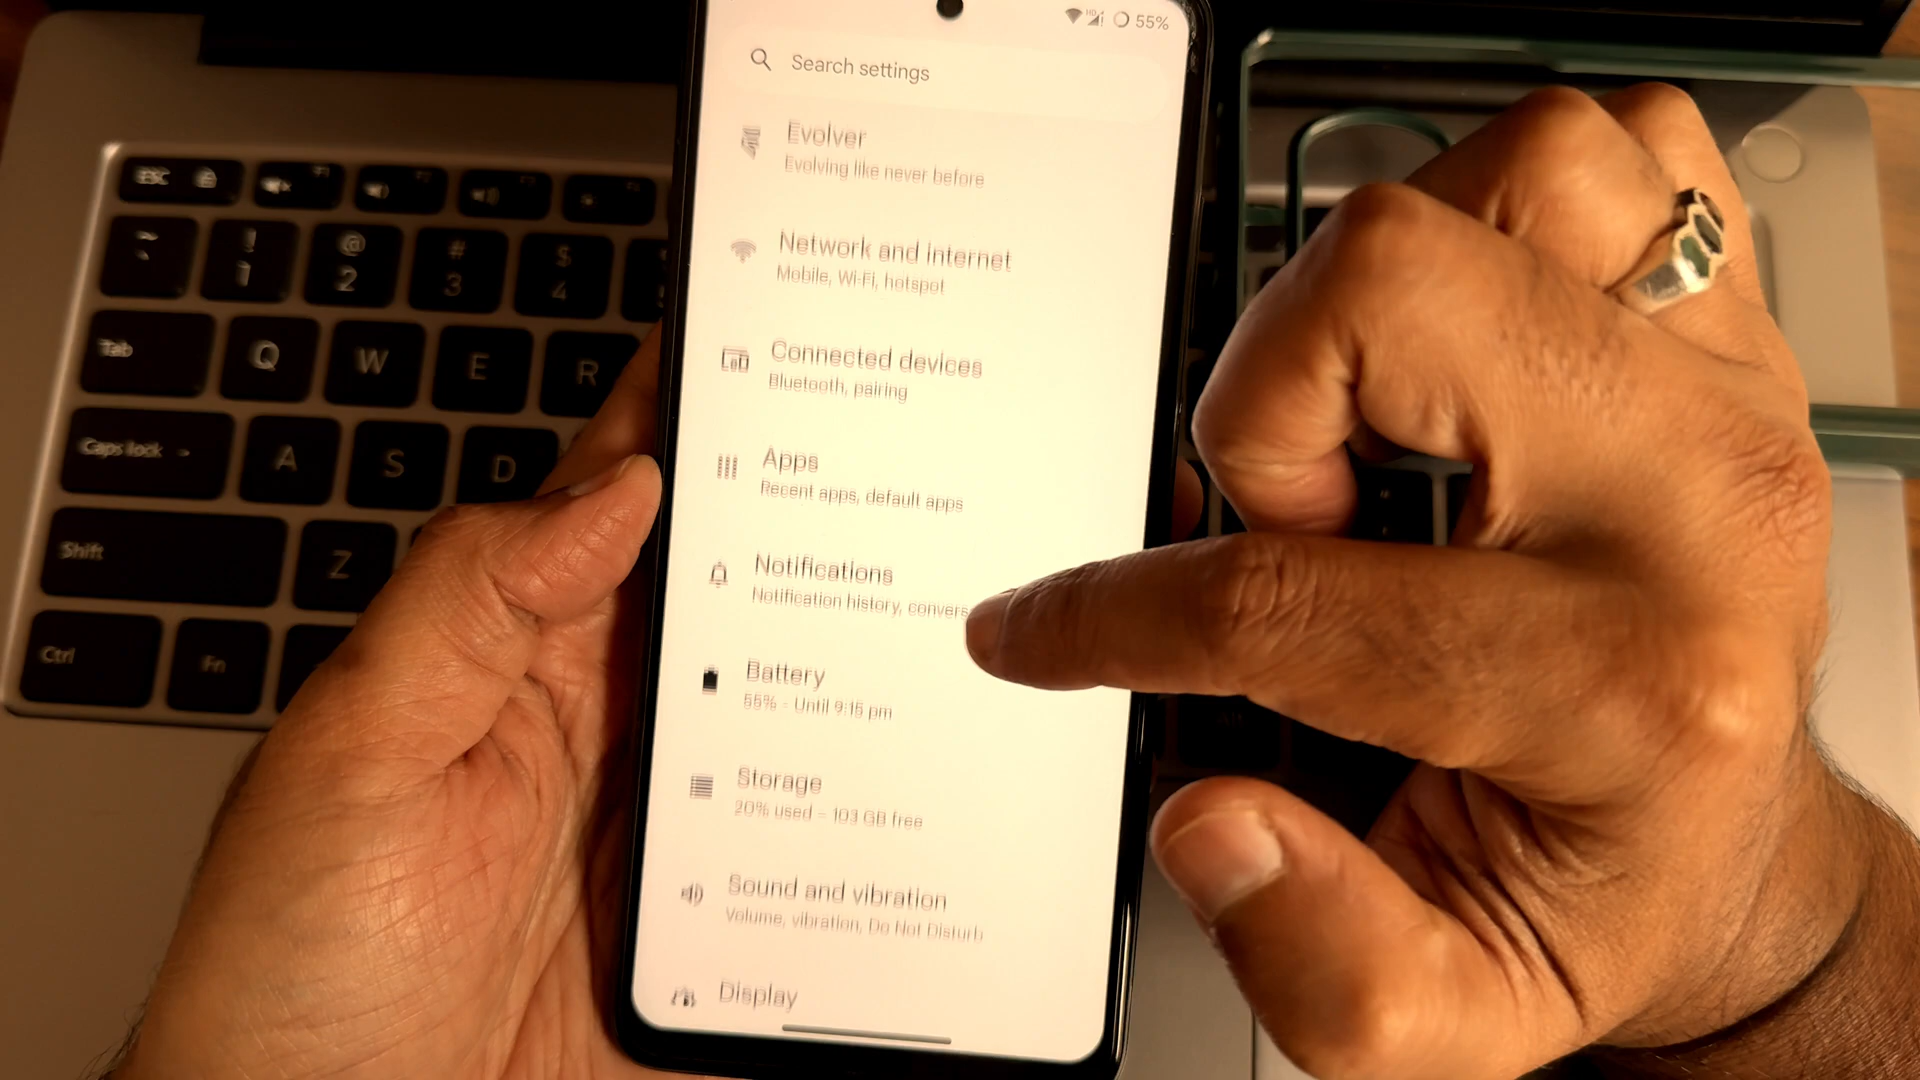 HD 55%
Search settings
Evolver
Evolving like never before
Network and internet
Mobile, Wi-Fi, hotspot
Connected devices
Bluetooth, pairing
Apps
Recent apps, default apps
Notifications
Notification history, convers
Battery
55% - Until 9:15 pm
Storage
20% used - 103 GB free
Sound and vibration
Volume, vibration, Do Not Disturb
Display
ESC
~ ! @ # $
1 2 3 4
Tab Q W E R
Caps lock A S D
Shift Z
Ctrl Fn